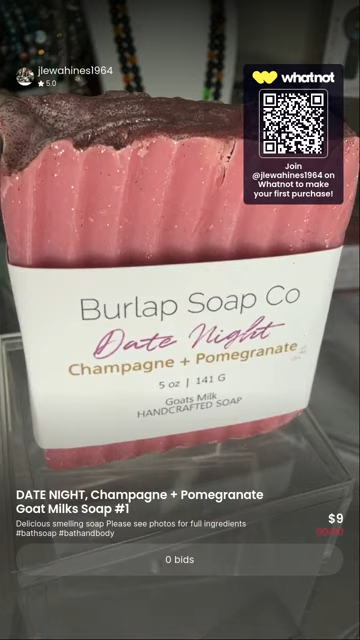 jlewahines1964
★ 5.0
whatnot
Join
@jlewahines1964 on
Whatnot to make
your first purchase!
Burlap Soap Co
Date Night
Champagne + Pomegranate
5 oz | 141 G
Goats Milk
HANDCRAFTED SOAP
DATE NIGHT, Champagne + Pomegranate
Goat Milks Soap #1
$9
Delicious smelling soap Please see photos for full ingredients
#bathsoap #bathandbody
0 bids